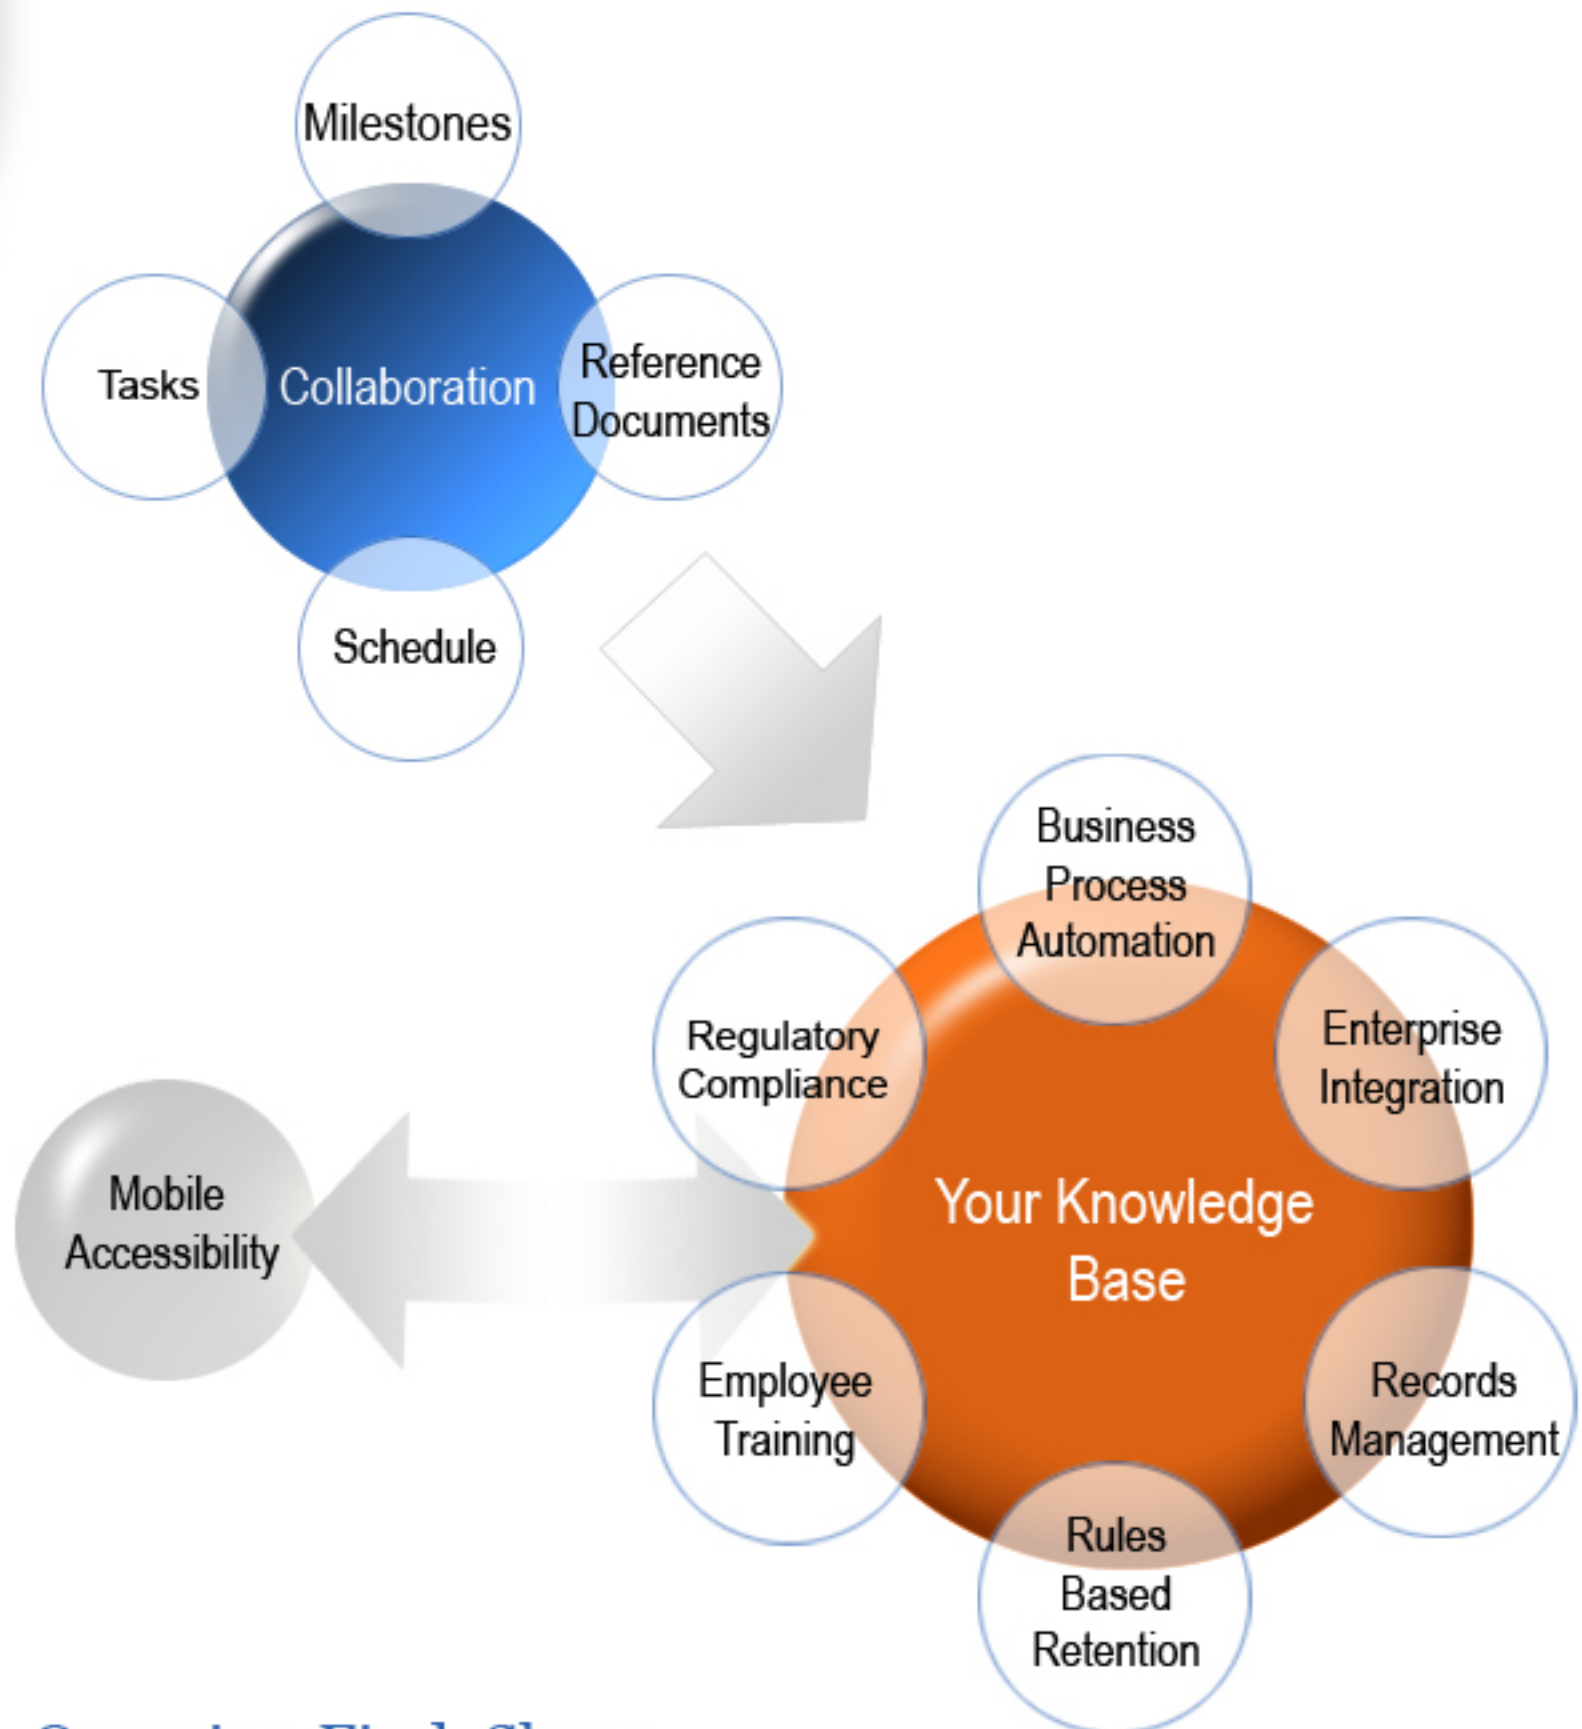 Milestones
Tasks
Collaboration
Reference
Documents
Schedule
Business
Process
Automation
Regulatory
Compliance
Enterprise
Integration
Mobile
Accessibility
Your Knowledge
Base
Employee
Training
Records
Management
Rules
Based
Retention